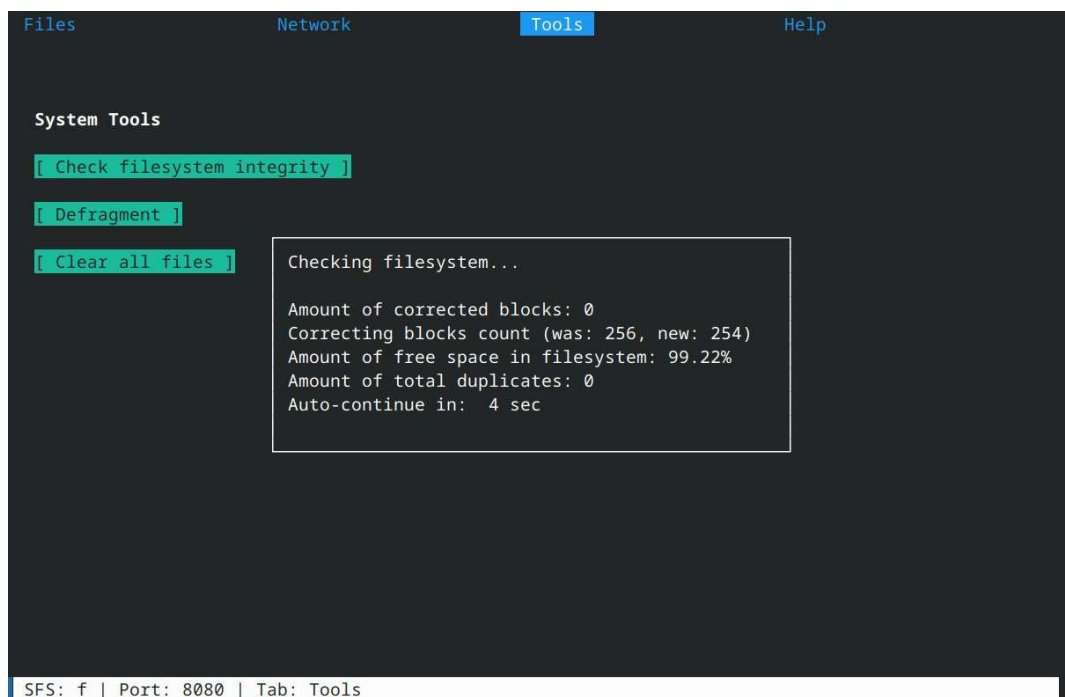 Files Network Tools Help
System Tools
[ Check filesystem integrity ]
[ Defragment ]
[ Clear all files ]
Checking filesystem...
Amount of corrected blocks: 0
Correcting blocks count (was: 256, new: 254)
Amount of free space in filesystem: 99.22%
Amount of total duplicates: 0
Auto-continue in:  4 sec
SFS: f | Port: 8080 | Tab: Tools